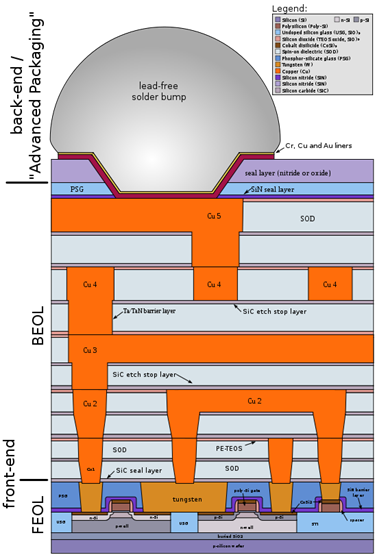 Legend:
Silicon (Si)
n-Si
p-Si
Polysilicon (Poly-Si)
Undoped silicon glass (USG, SiO₂)
Silicon dioxide (TEOS oxide, SiO₂)
Cobalt disilicide (CoSi₂)
Spin-on dielectric (SOD)
Phosphor-silicate glass (PSG)
Tungsten (W)
Copper (Cu)
Silicon nitride (SiN)
Silicon nitride (SiN)
Silicon carbide (SiC)
back-end /
"Advanced Packaging"
lead-free
solder bump
Cr, Cu and Au liners
seal layer (nitride or oxide)
PSG
SiN seal layer
Cu 5
SOD
BEOL
Cu 4
Cu 4
Cu 4
Ta/TaN barrier layer
SiC etch stop layer
Cu 3
SiC etch stop layer
Cu 2
Cu 2
PE-TEOS
SOD
Cu1
SOD
SiC seal layer
front-end
FEOL
PSG
tungsten
poly-Si gate
CoSi2
SiN barrier
layer
n-Si
n-Si
p-Si
p-Si
spacer
USG
p-well
USG
n-well
STI
buried SiO2
p-silicon wafer